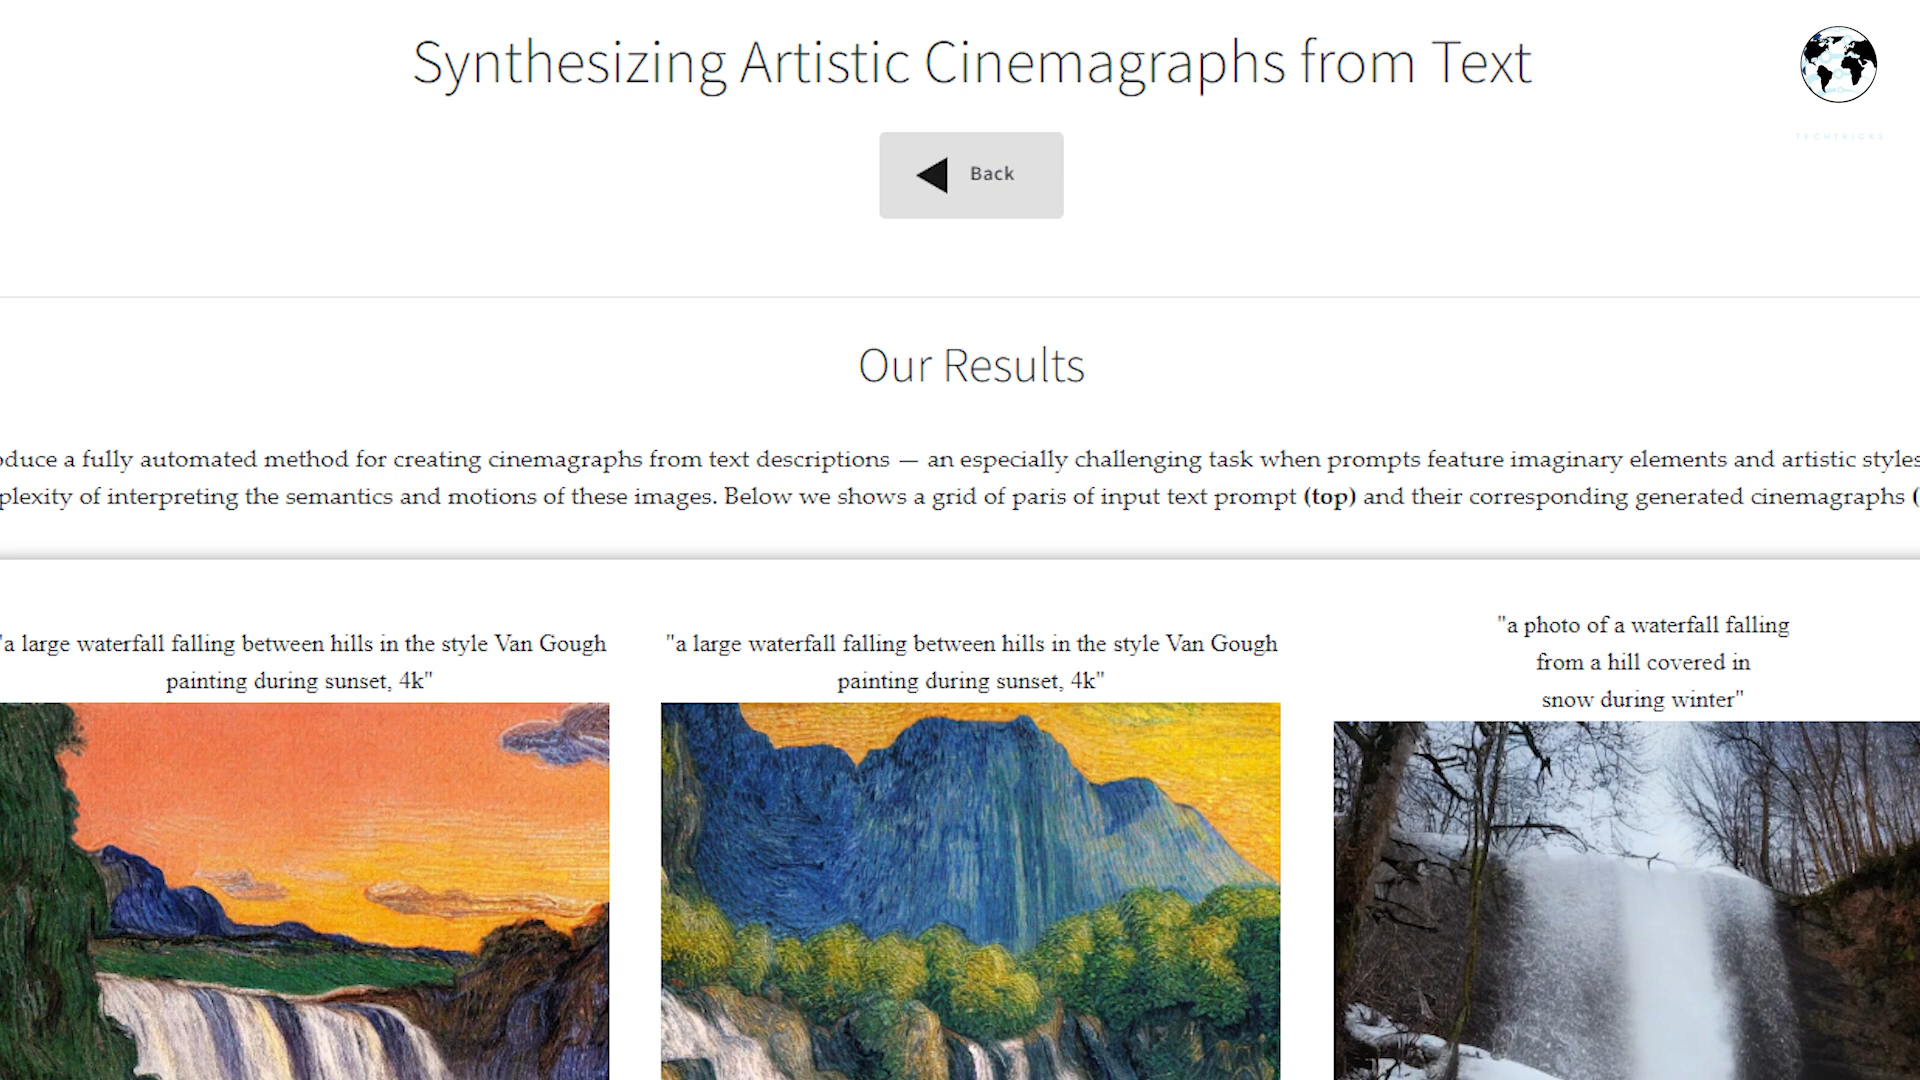 Synthesizing Artistic Cinemagraphs from Text
TECHTRICKS
Back
Our Results
oduce a fully automated method for creating cinemagraphs from text descriptions — an especially challenging task when prompts feature imaginary elements and artistic styles
plexity of interpreting the semantics and motions of these images. Below we shows a grid of paris of input text prompt (top) and their corresponding generated cinemagraphs (
"a large waterfall falling between hills in the style Van Gough
painting during sunset, 4k"
"a large waterfall falling between hills in the style Van Gough
painting during sunset, 4k"
"a photo of a waterfall falling
from a hill covered in
snow during winter"